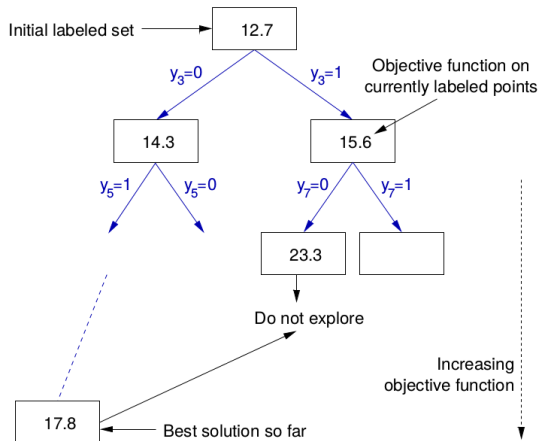 Initial labeled set
12.7
y3=0
y3=1
Objective function on
currently labeled points
14.3
15.6
y5=1
y5=0
y7=0
y7=1
23.3
Do not explore
Increasing
objective function
17.8
Best solution so far